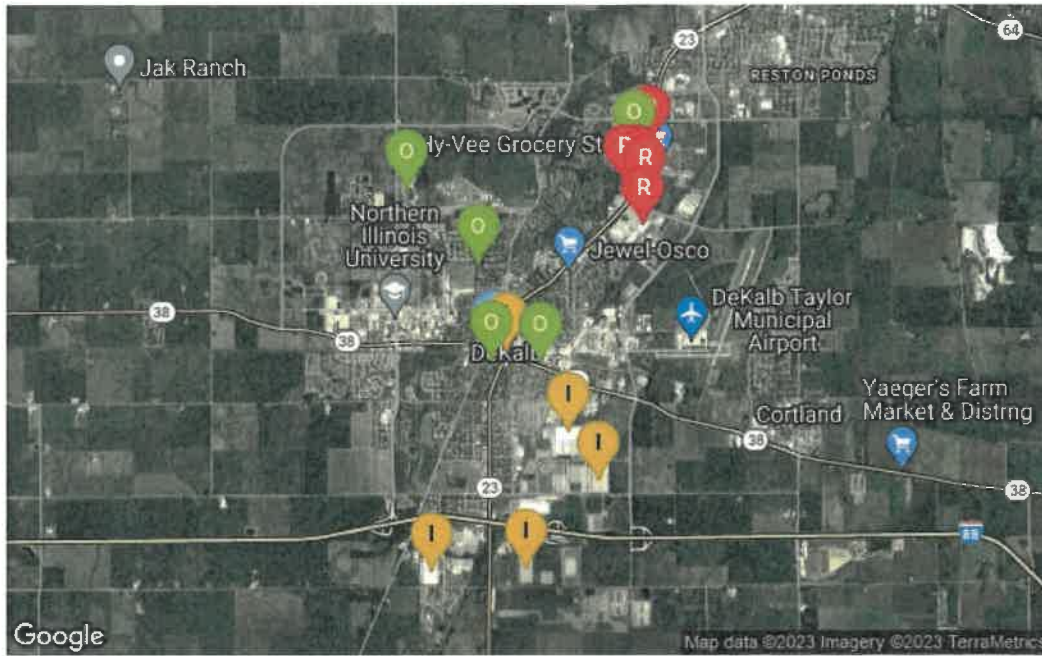 23
64
Jak Ranch
RESTON PONDS
O
O
Hy-Vee Grocery St
R
R
Northern
Illinois
University
O
Jewel-Osco
DeKalb Taylor
Municipal
Airport
38
38
O
O
DeKalb
I
Yaeger's Farm
Market & Distrng
Cortland
I
38
38
23
I
I
88
Google
Map data ©2023 Imagery ©2023 TerraMetrics